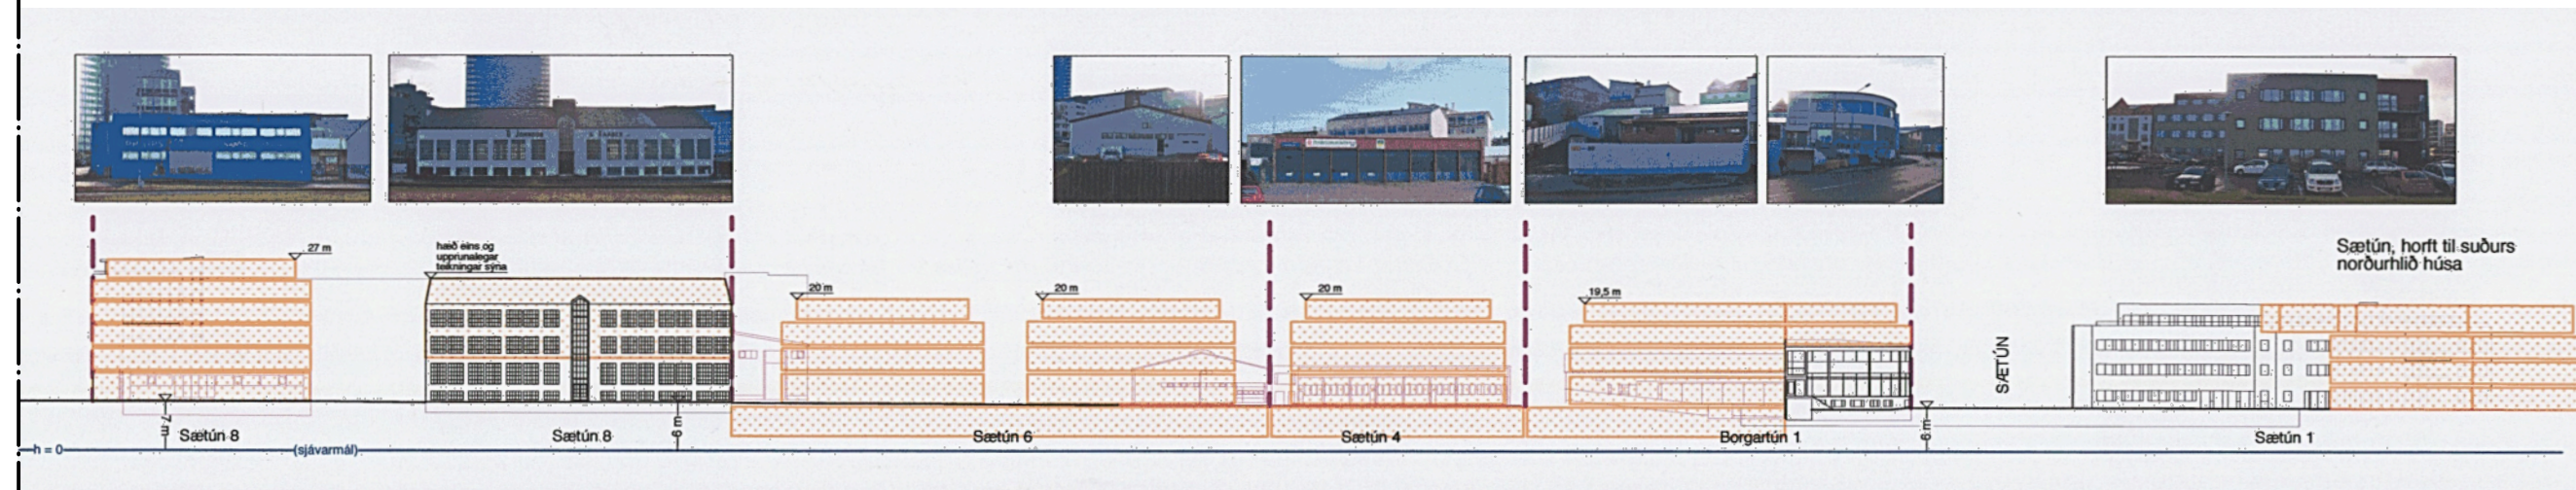 27 m
hæð eins og
upprunalegar
teikningar sýna
20 m
20 m
20 m
19,5 m
Sætún, horft til suðurs
norðurhlið húsa
SÆTÚN
7 m
6 m
6 m
Sætún 8
Sætún 8
Sætún 6
Sætún 4
Borgartún 1
Sætún 1
h = 0
(sjávarmál)